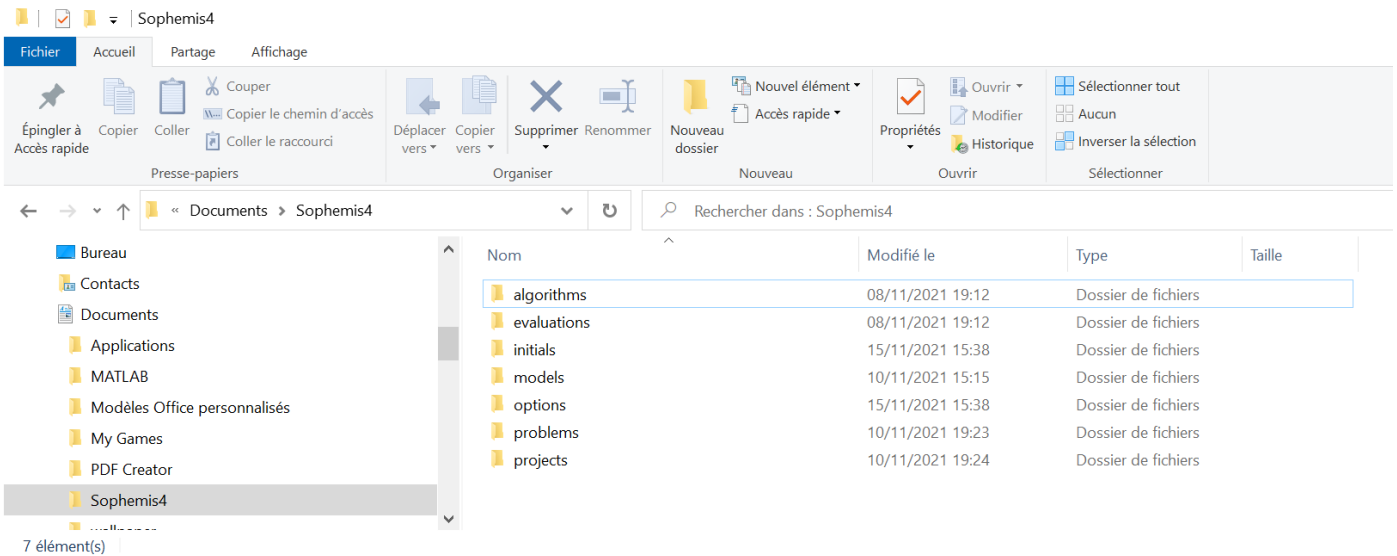 Sophemis4
Fichier Accueil Partage Affichage
Épingler à Accès rapide
Copier
Coller
Couper
Copier le chemin d'accès
Coller le raccourci
Presse-papiers
Déplacer vers
Copier vers
Supprimer
Renommer
Organiser
Nouveau dossier
Nouvel élément
Accès rapide
Nouveau
Propriétés
Ouvrir
Modifier
Historique
Ouvrir
Sélectionner tout
Aucun
Inverser la sélection
Sélectionner
« Documents > Sophemis4
Rechercher dans : Sophemis4
Bureau
Contacts
Documents
Applications
MATLAB
Modèles Office personnalisés
My Games
PDF Creator
Sophemis4
Nom Modifié le Type Taille
algorithms 08/11/2021 19:12 Dossier de fichiers
evaluations 08/11/2021 19:12 Dossier de fichiers
initials 15/11/2021 15:38 Dossier de fichiers
models 10/11/2021 15:15 Dossier de fichiers
options 15/11/2021 15:38 Dossier de fichiers
problems 10/11/2021 19:23 Dossier de fichiers
projects 10/11/2021 19:24 Dossier de fichiers
7 élément(s)